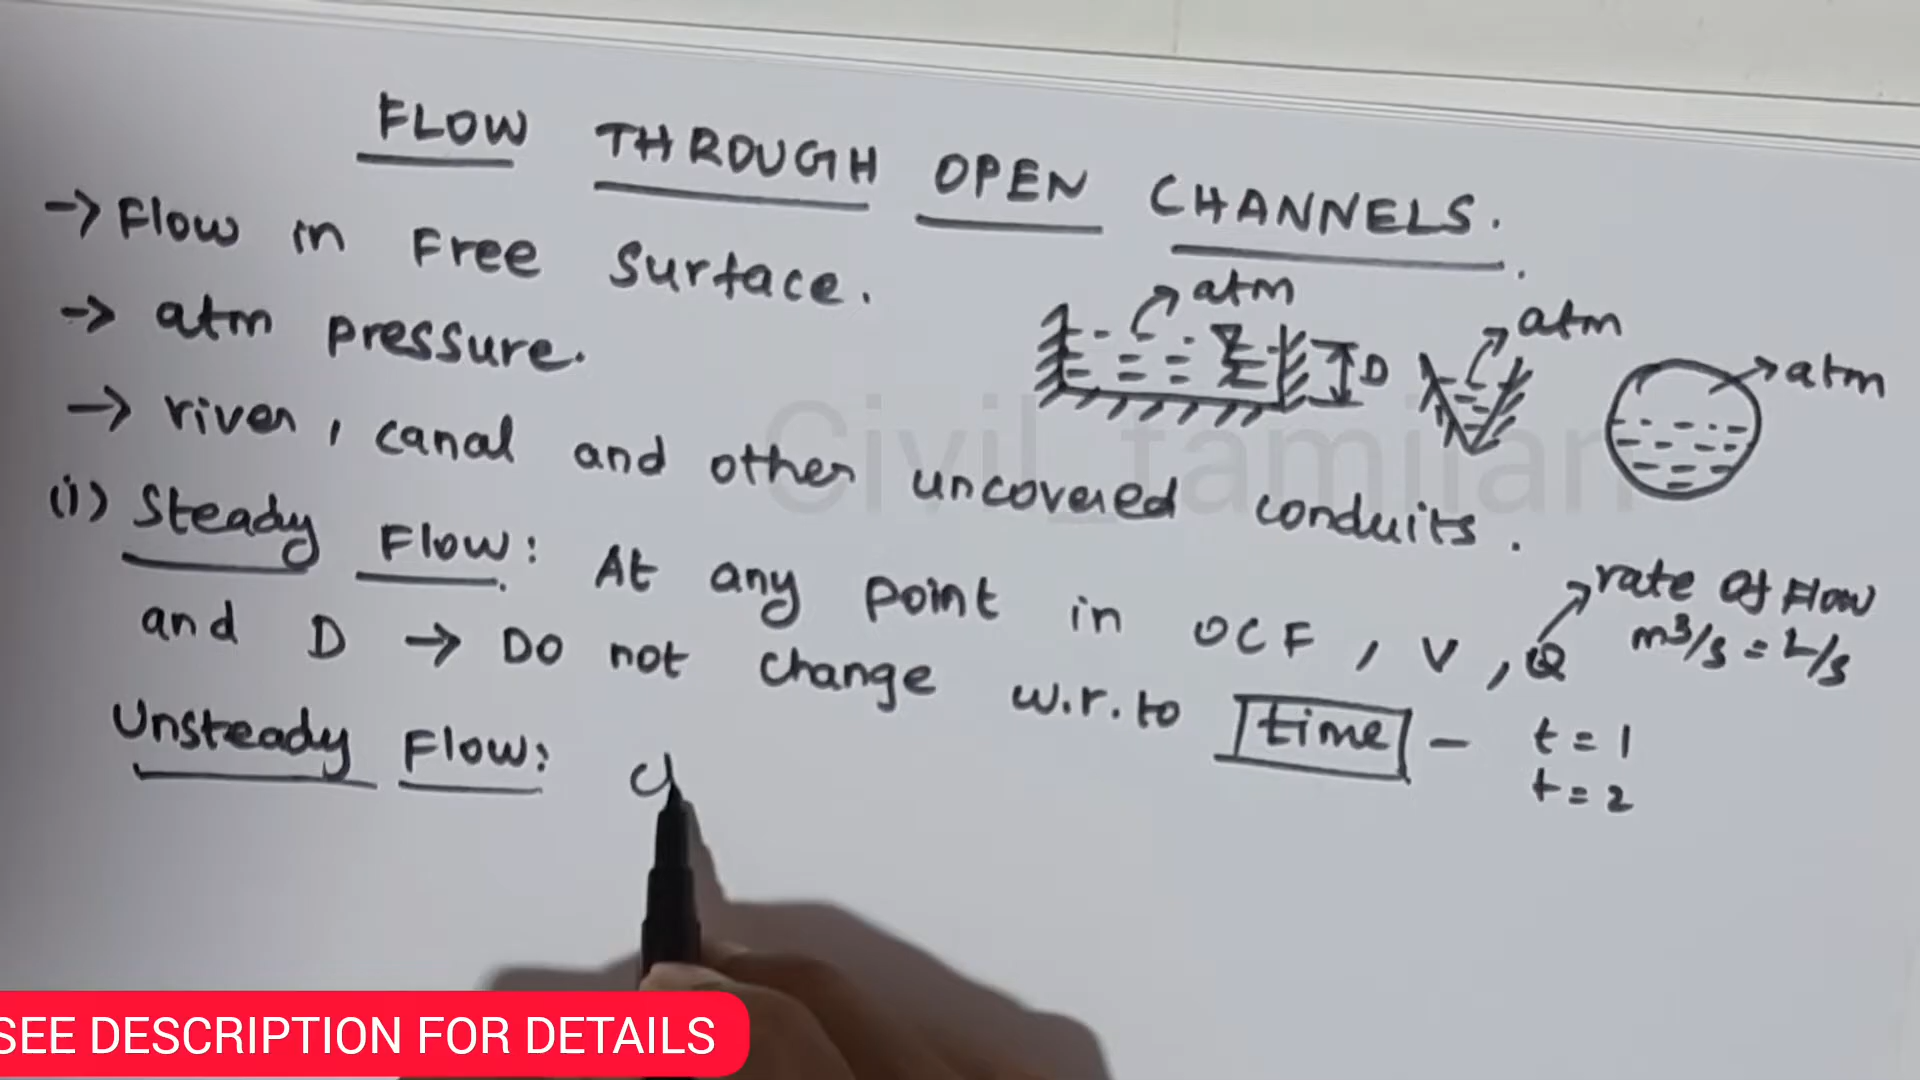 FLOW THROUGH OPEN CHANNELS.
→ Flow in Free surface.
→ atm pressure.
→ river, canal and other uncovered conduits.
atm
D
atm
atm
(i) Steady Flow: At any point in OCF, V, Q
rate of Flow
m³/s = L/s
and D → Do not change w.r.to time –
t = 1
t = 2
Unsteady Flow:
Civil_tamilan
SEE DESCRIPTION FOR DETAILS